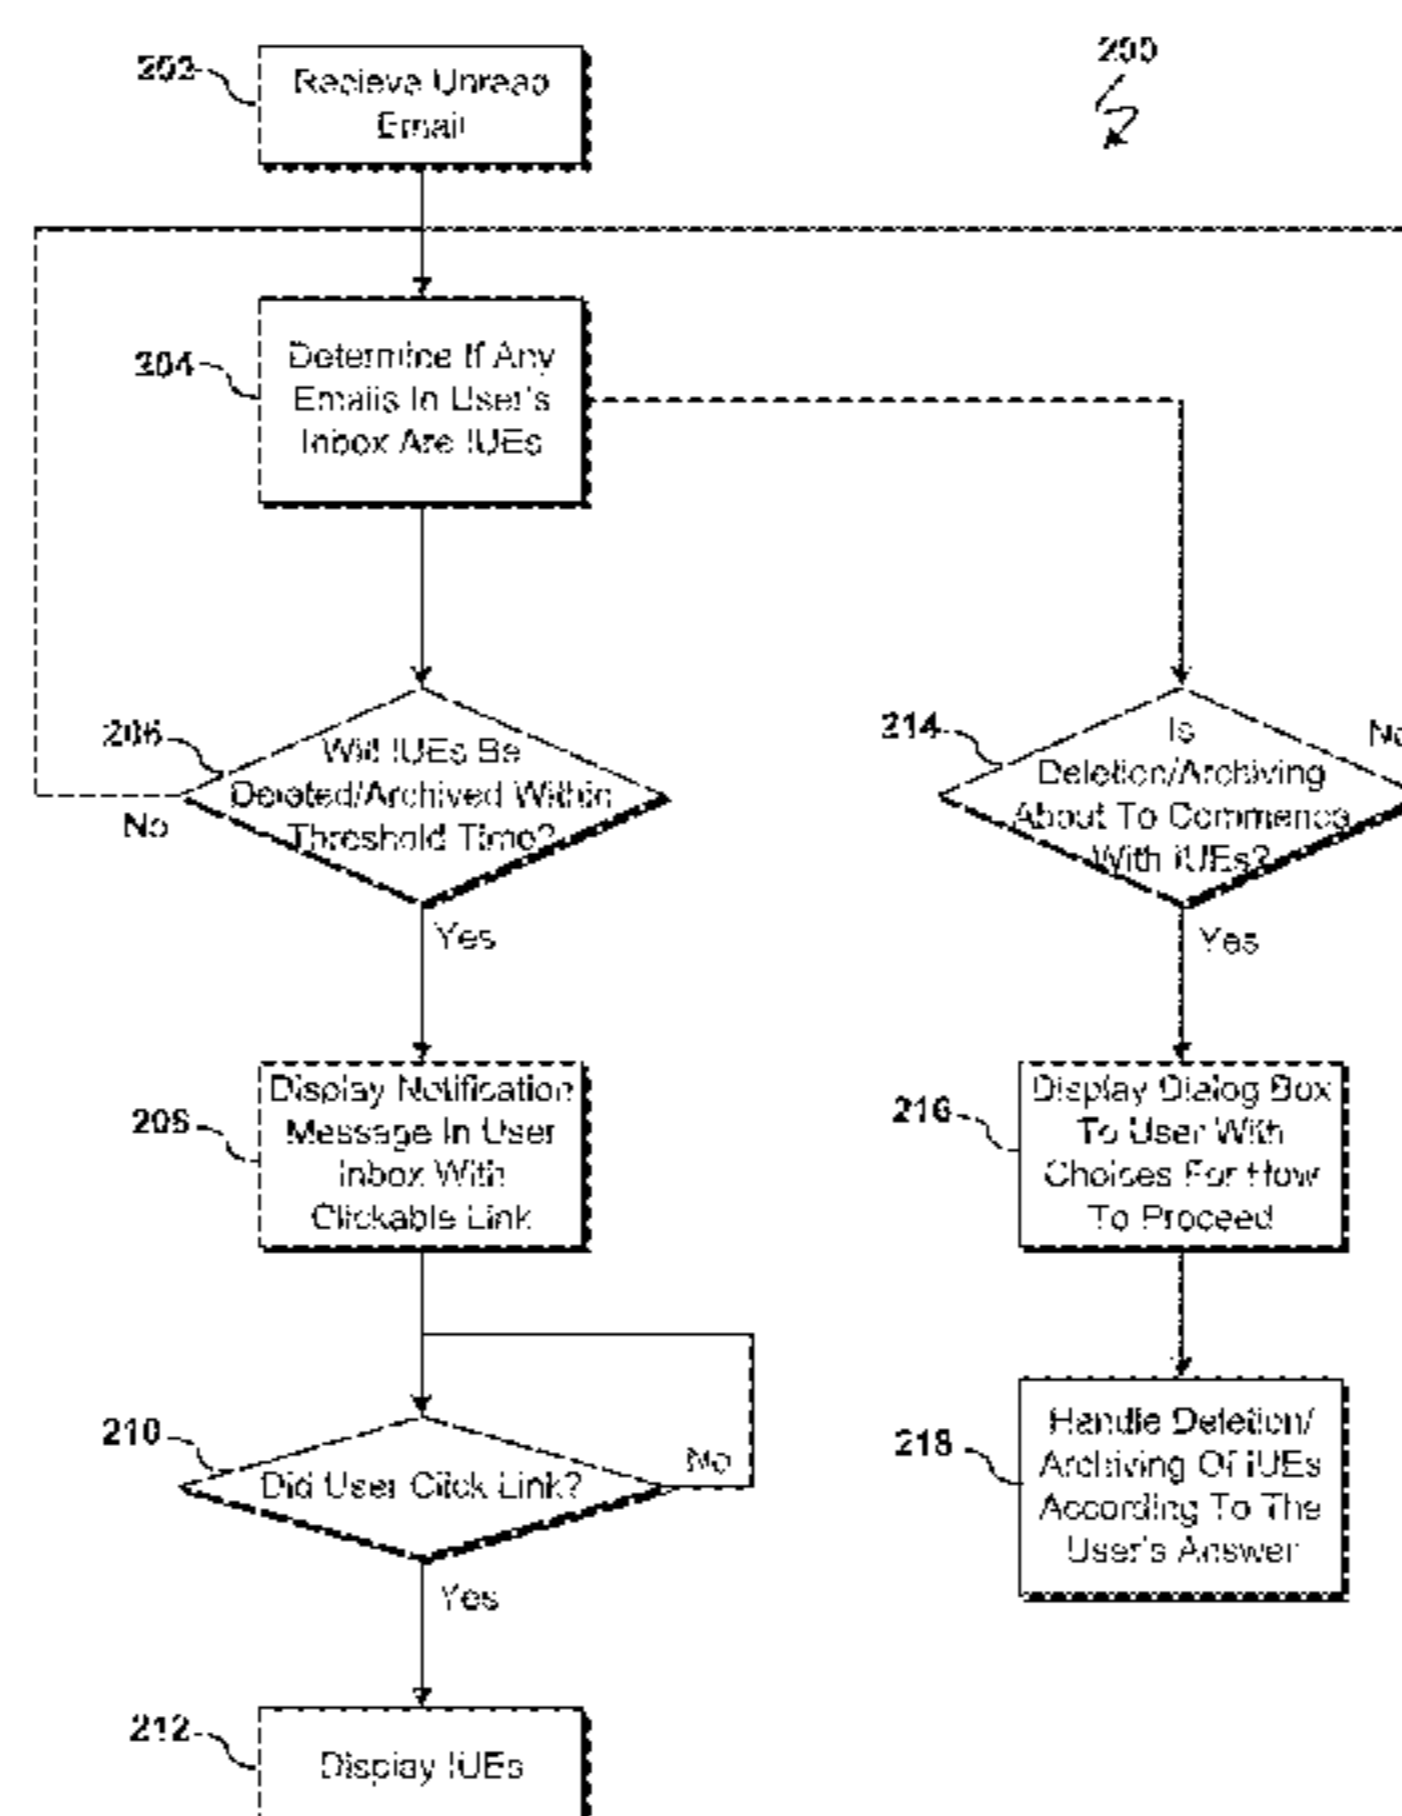 200
202
Recieve Unread
Email
204
Determine If Any
Emails In User's
Inbox Are IUEs
206
Will IUEs Be
Deleted/Archived Within
Threshold Time?
No
Yes
208
Display Notification
Message In User
Inbox With
Clickable Link
210
Did User Click Link?
No
Yes
212
Display IUEs
214
Is
Deletion/Archiving
About To Commence
With IUEs?
No
Yes
216
Display Dialog Box
To User With
Choices For How
To Proceed
218
Handle Deletion/
Archiving Of IUEs
According To The
User's Answer